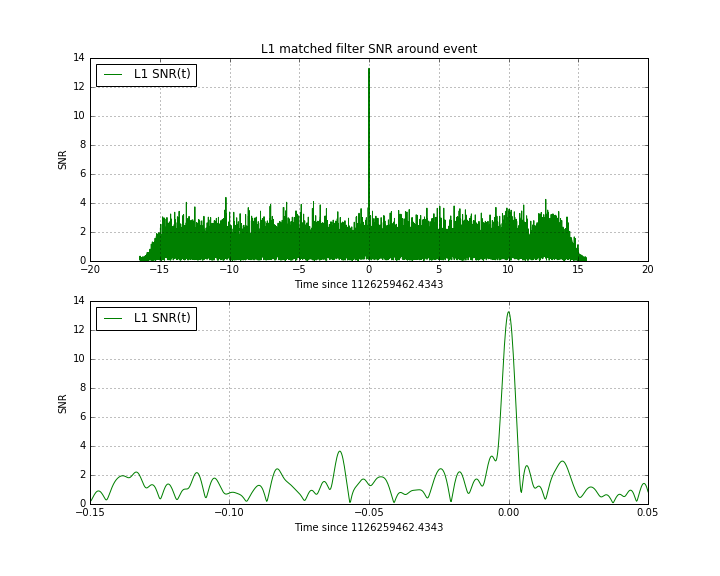 L1 matched filter SNR around event
14
L1 SNR(t)
12
10
8
SNR
6
4
2
0
−20 −15 −10 −5 0 5 10 15 20
Time since 1126259462.4343
14
L1 SNR(t)
12
10
8
SNR
6
4
2
0
−0.15 −0.10 −0.05 0.00 0.05
Time since 1126259462.4343